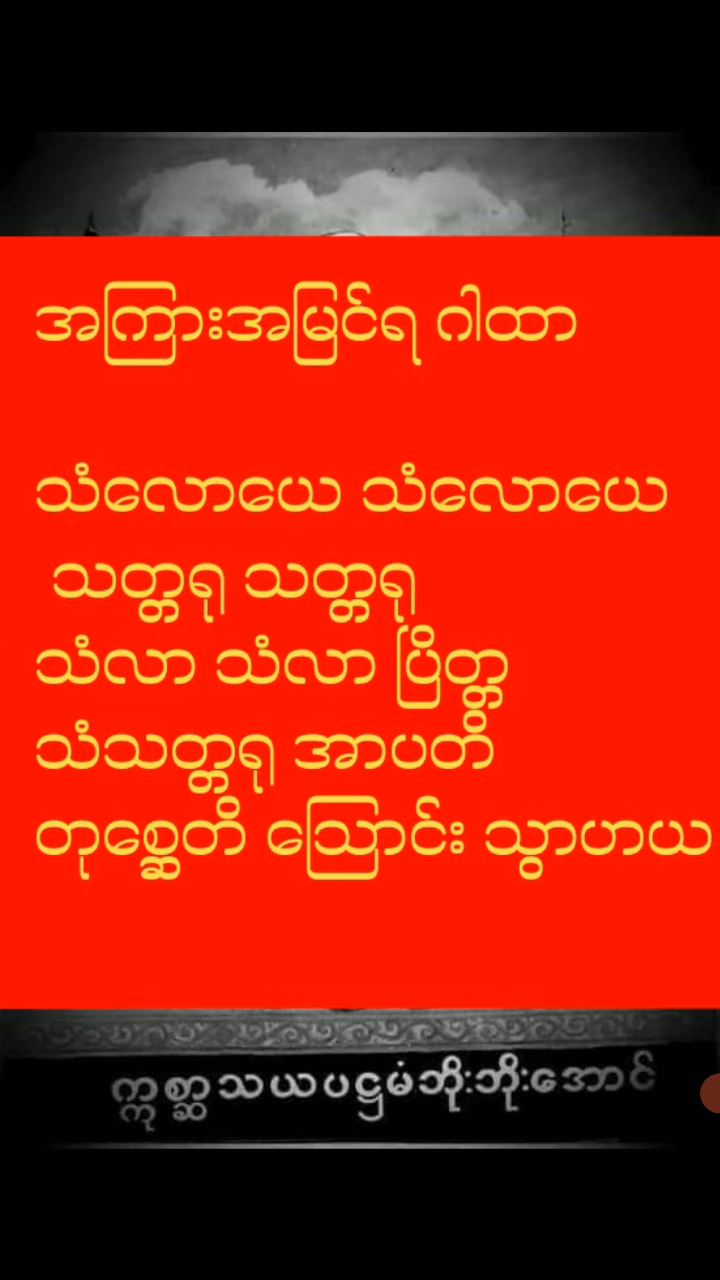 အကြားအမြင်ရ ဂါထာ
သံလောယေ သံလောယေ
သတ္တရု သတ္တရု
သံလာ သံလာ ပြိတ္တ
သံသတ္တရု အာပတိ
တုစ္ဆေတိ ဩောင်း သွာဟယ
ဣစ္ဆာသယပဋ္ဌမံဘိုးဘိုးအောင်